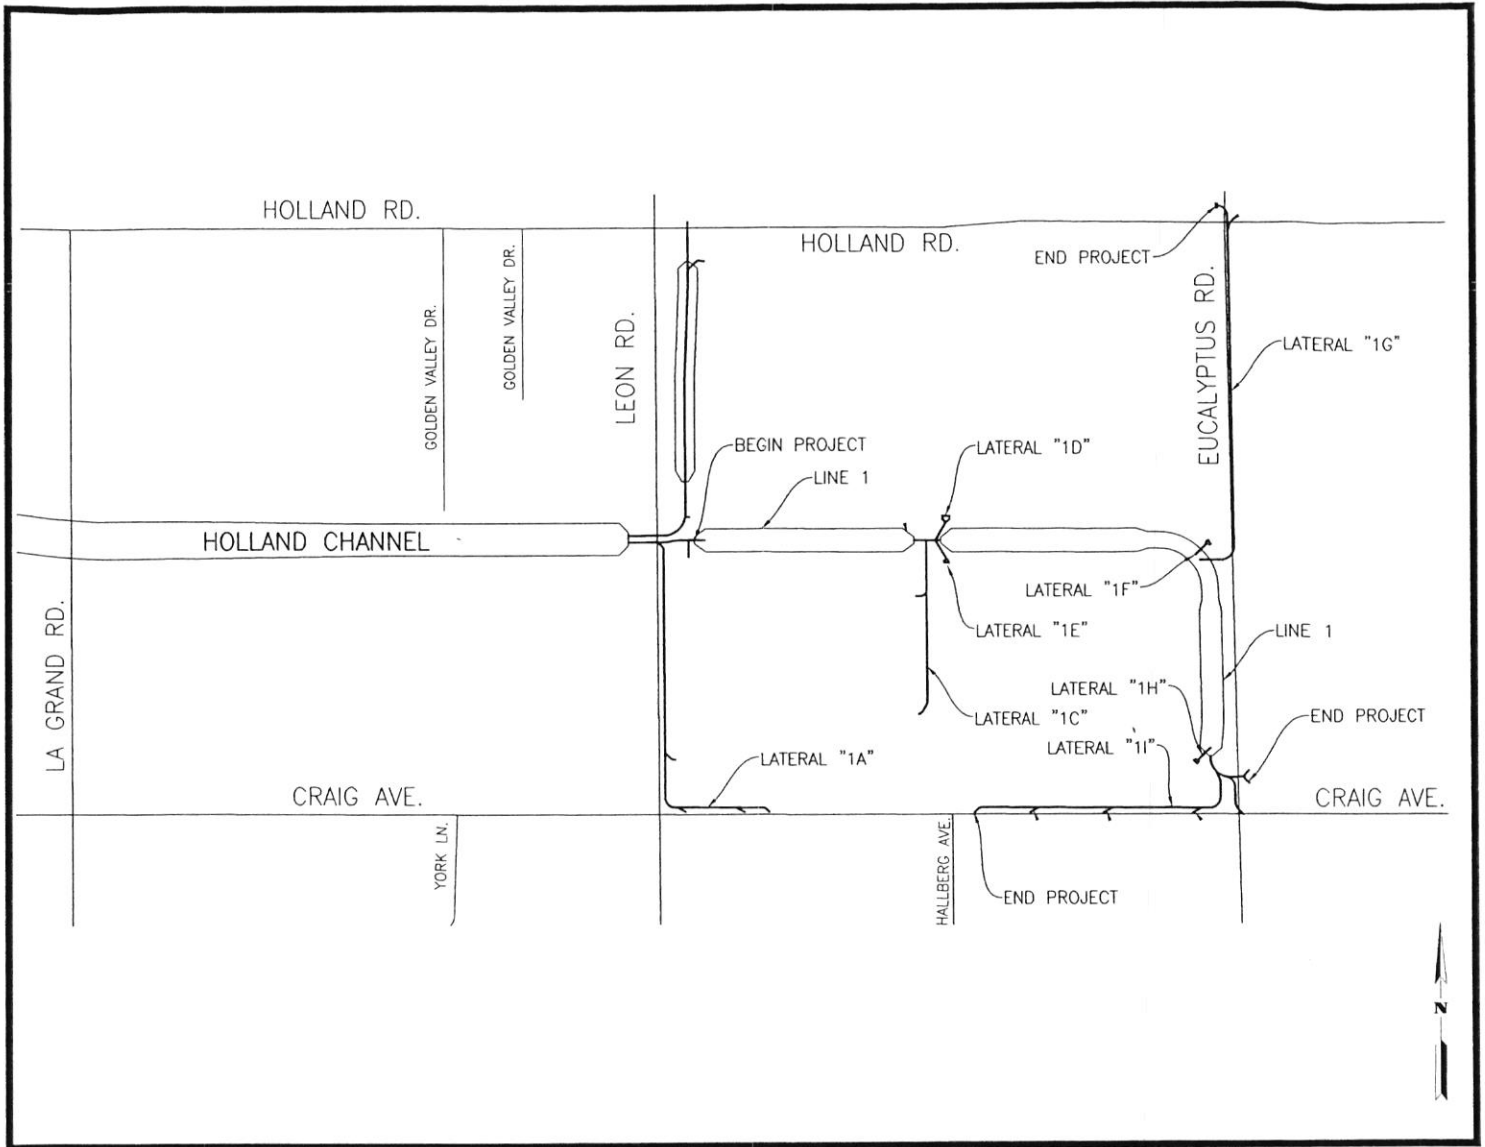 HOLLAND RD.
HOLLAND RD.
END PROJECT
GOLDEN VALLEY DR.
GOLDEN VALLEY DR.
LEON RD.
EUCALYPTUS RD.
LATERAL "1G"
BEGIN PROJECT
LATERAL "1D"
LINE 1
HOLLAND CHANNEL
LATERAL "1F"
LA GRAND RD.
LATERAL "1E"
LINE 1
LATERAL "1H"
LATERAL "1C"
END PROJECT
LATERAL "1I"
LATERAL "1A"
CRAIG AVE.
CRAIG AVE.
YORK LN.
HALLBERG AVE.
END PROJECT
N